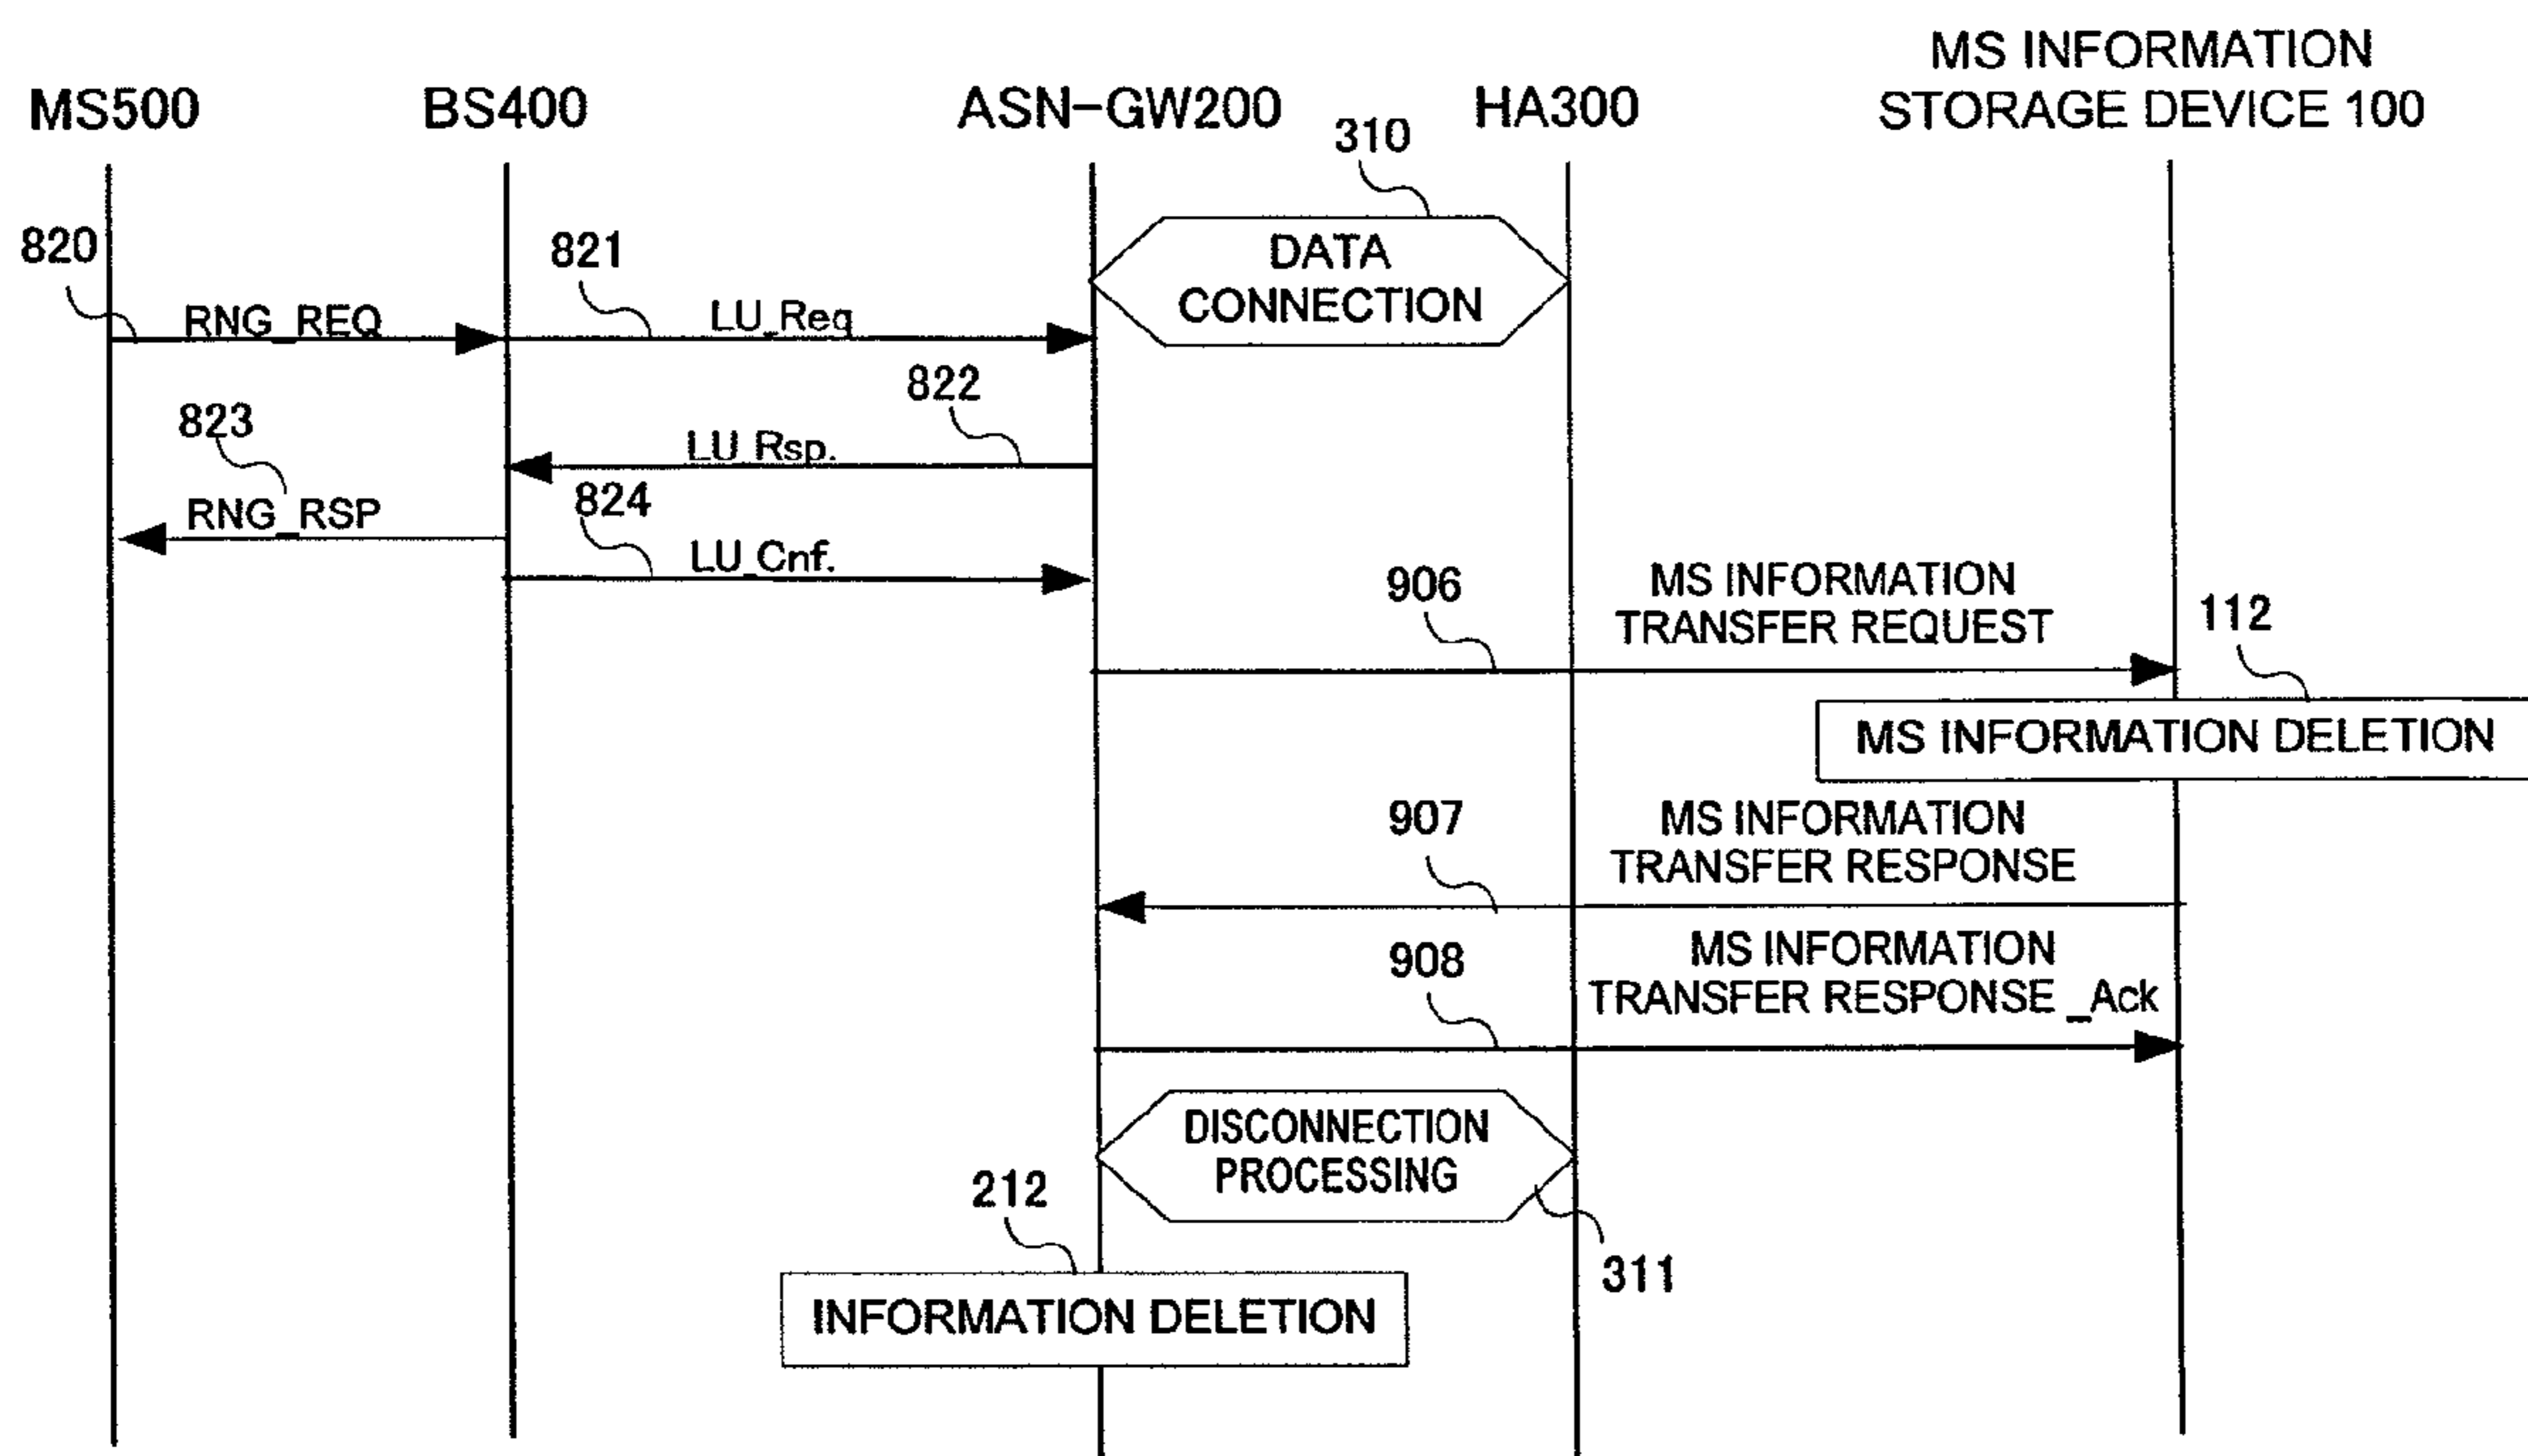 MS INFORMATION
STORAGE DEVICE 100
MS500
BS400
ASN-GW200
HA300
310
DATA
CONNECTION
820
RNG_REQ
821
LU_Req
822
LU_Rsp.
823
RNG_RSP
824
LU_Cnf.
906
MS INFORMATION
TRANSFER REQUEST
112
MS INFORMATION DELETION
907
MS INFORMATION
TRANSFER RESPONSE
908
MS INFORMATION
TRANSFER RESPONSE _Ack
DISCONNECTION
PROCESSING
311
212
INFORMATION DELETION